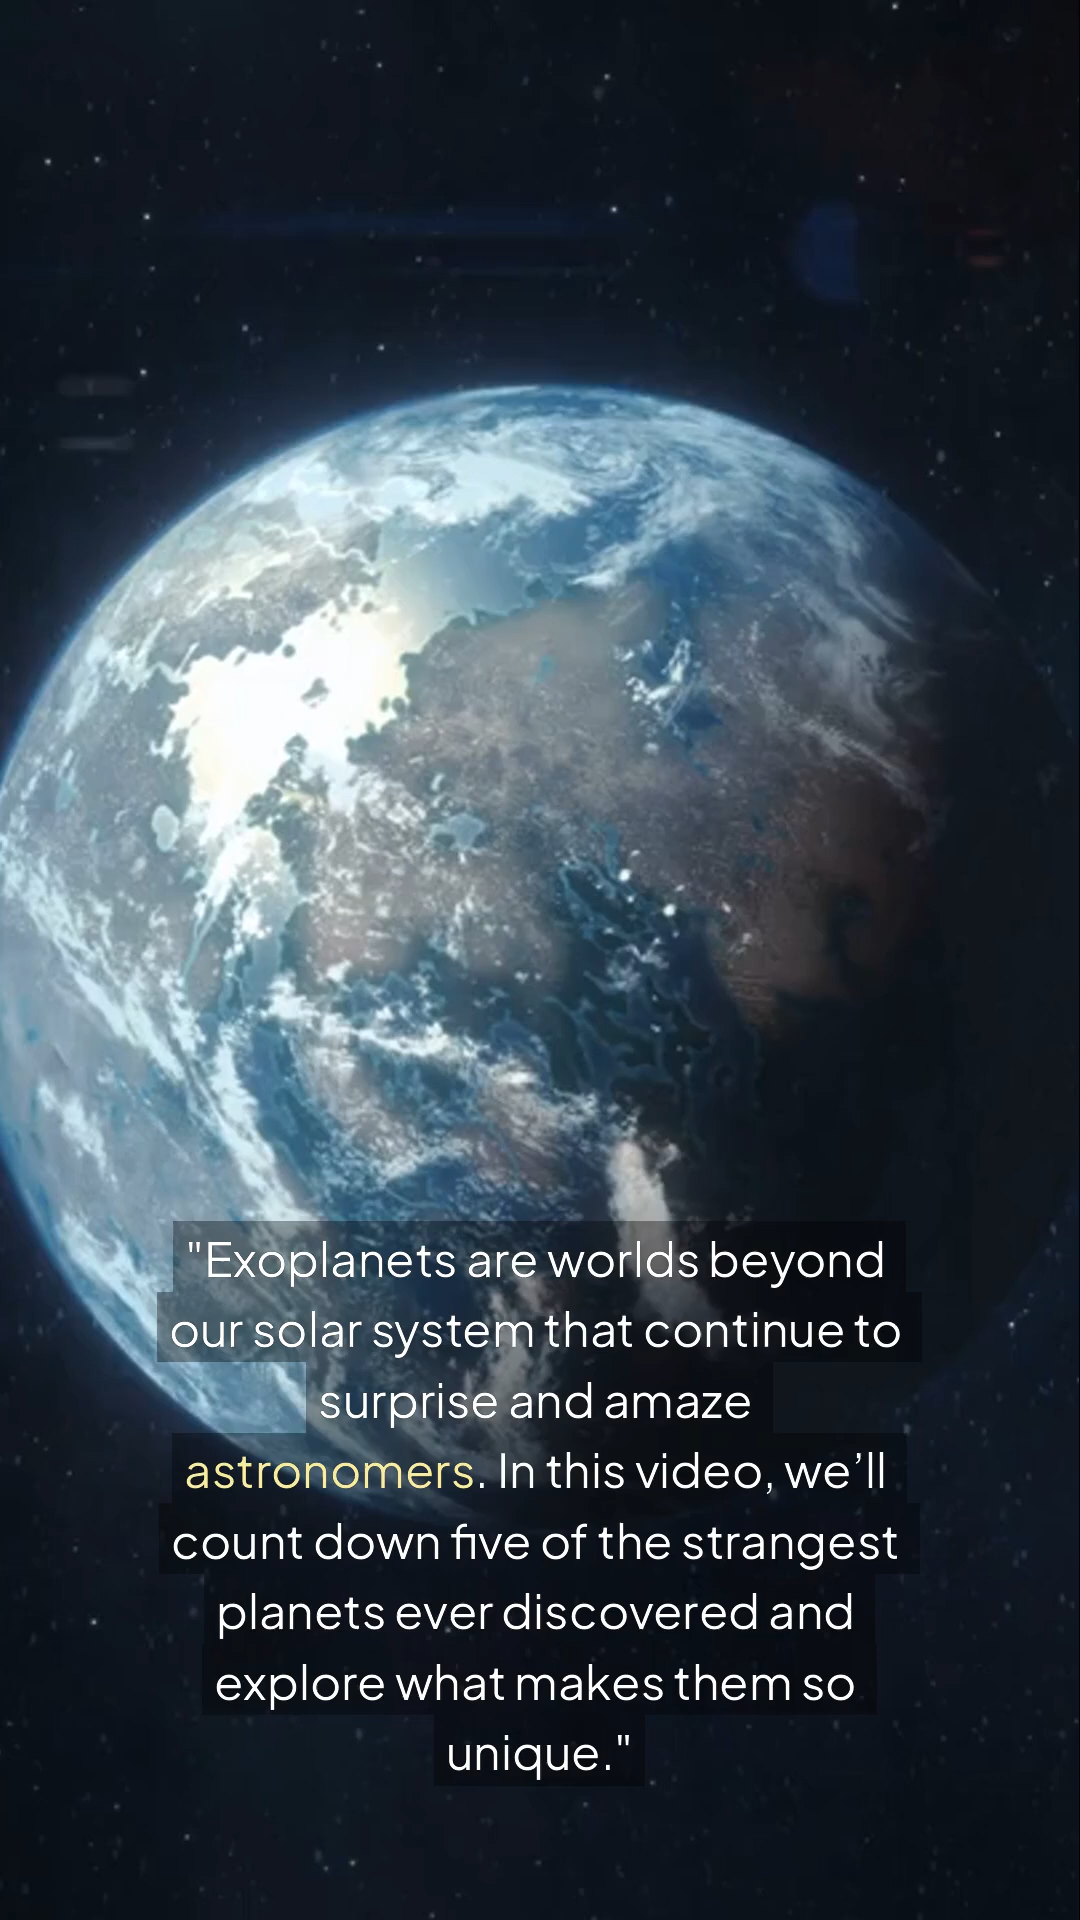 "Exoplanets are worlds beyond
our solar system that continue to
surprise and amaze
astronomers. In this video, we’ll
count down five of the strangest
planets ever discovered and
explore what makes them so
unique."